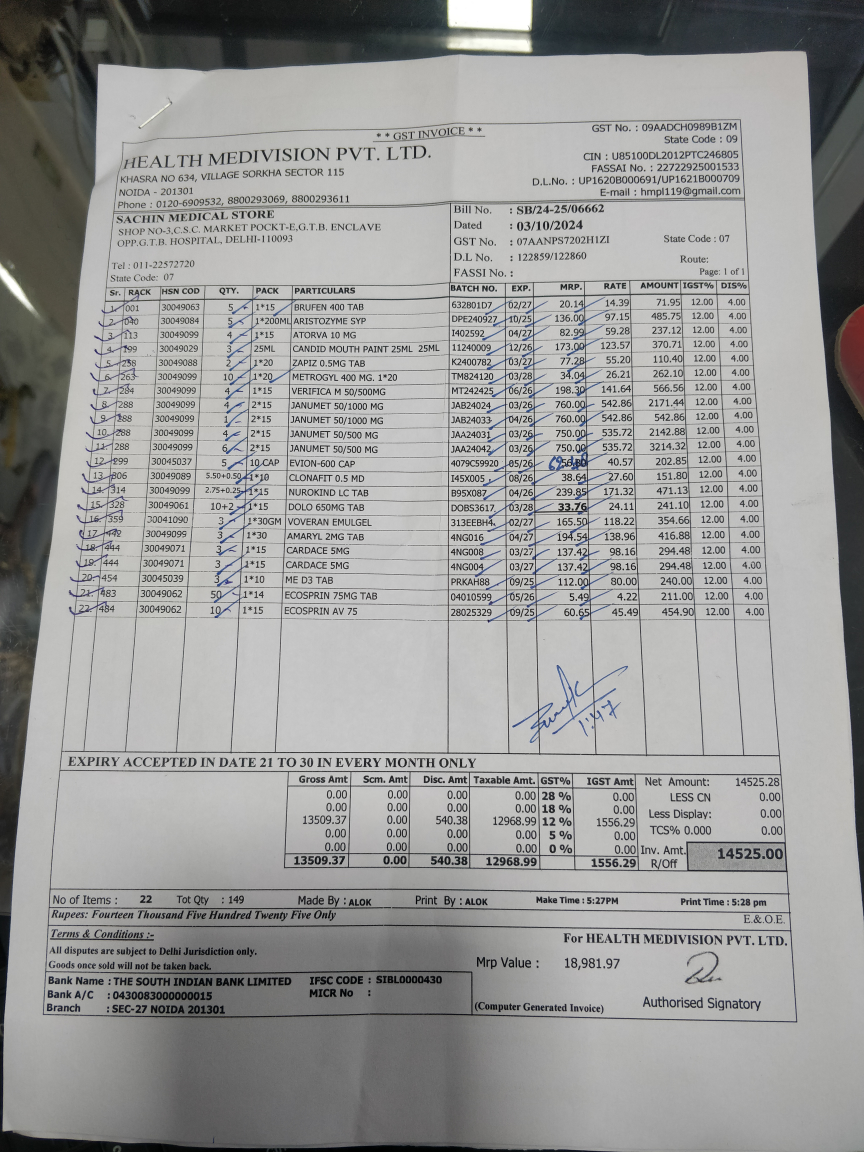 * * GST INVOICE * *
GST No. : 09AADCH0989B1ZM
State Code : 09
HEALTH MEDIVISION PVT. LTD.
CIN : U85100DL2012PTC246805
KHASRA NO 634, VILLAGE SORKHA SECTOR 115
FASSAI No. : 22722925001533
NOIDA - 201301
D.L.No. : UP1620B000691/UP1621B000709
Phone : 0120-6909532, 8800293069, 8800293611
E-mail : hmpl119@gmail.com
SACHIN MEDICAL STORE
SHOP NO-3,C.S.C. MARKET POCKT-E,G.T.B. ENCLAVE
OPP.G.T.B. HOSPITAL, DELHI-110093
Tel : 011-22572720
State Code: 07
Bill No. : SB/24-25/06662
Dated : 03/10/2024
GST No. : 07AANPS7202H1ZI State Code : 07
D.L No. : 122859/122860 Route:
FASSI No. : Page: 1 of 1
Sr. RACK HSN COD QTY. PACK PARTICULARS BATCH NO. EXP. MRP. RATE AMOUNT IGST% DIS%
1. 001 30049063 5 1*15 BRUFEN 400 TAB 632801D7 02/27 20.14 14.39 71.95 12.00 4.00
2. 040 30049084 5 1*200ML ARISTOZYME SYP DPE240927 10/25 136.00 97.15 485.75 12.00 4.00
3. 113 30049099 4 1*15 ATORVA 10 MG I402592 04/27 82.99 59.28 237.12 12.00 4.00
4. 199 30049029 3 25ML CANDID MOUTH PAINT 25ML 25ML 11240009 12/26 173.00 123.57 370.71 12.00 4.00
5. 258 30049088 2 1*20 ZAPIZ 0.5MG TAB K2400782 03/27 77.28 55.20 110.40 12.00 4.00
6. 263 30049099 10 1*20 METROGYL 400 MG. 1*20 TM824120 03/28 34.04 26.21 262.10 12.00 4.00
7. 284 30049099 4 1*15 VERIFICA M 50/500MG MT242425 06/26 198.30 141.64 566.56 12.00 4.00
8. 288 30049099 4 2*15 JANUMET 50/1000 MG JAB24024 03/26 760.00 542.86 2171.44 12.00 4.00
9. 288 30049099 1 2*15 JANUMET 50/1000 MG JAB24033 04/26 760.00 542.86 542.86 12.00 4.00
10. 288 30049099 4 2*15 JANUMET 50/500 MG JAA24031 03/26 750.00 535.72 2142.88 12.00 4.00
11. 288 30049099 6 2*15 JANUMET 50/500 MG JAA24042 03/26 750.00 535.72 3214.32 12.00 4.00
12. 299 30045037 5 10 CAP EVION-600 CAP 4079C59920 05/26 40.57 202.85 12.00 4.00
13. 306 30049089 5.50+0.50 1*10 CLONAFIT 0.5 MD I45X005 08/26 38.64 27.60 151.80 12.00 4.00
14. 314 30049099 2.75+0.25 1*15 NUROKIND LC TAB B95X087 04/26 239.85 171.32 471.13 12.00 4.00
15. 328 30049061 10+2 1*15 DOLO 650MG TAB DOBS3617 03/28 33.76 24.11 241.10 12.00 4.00
16. 359 30041090 3 1*30GM VOVERAN EMULGEL 313EEBH4 02/27 165.50 118.22 354.66 12.00 4.00
17. 442 30049099 3 1*30 AMARYL 2MG TAB 4NG016 04/27 194.54 138.96 416.88 12.00 4.00
18. 444 30049071 3 1*15 CARDACE 5MG 4NG008 03/27 137.42 98.16 294.48 12.00 4.00
19. 444 30049071 3 1*15 CARDACE 5MG 4NG004 03/27 137.42 98.16 294.48 12.00 4.00
20. 454 30045039 3 1*10 ME D3 TAB PRKAH88 09/25 112.00 80.00 240.00 12.00 4.00
21. 483 30049062 50 1*14 ECOSPRIN 75MG TAB 04010599 05/26 5.49 4.22 211.00 12.00 4.00
22. 484 30049062 10 1*15 ECOSPRIN AV 75 28025329 09/25 60.65 45.49 454.90 12.00 4.00
1:47
EXPIRY ACCEPTED IN DATE 21 TO 30 IN EVERY MONTH ONLY
Gross Amt Scm. Amt Disc. Amt Taxable Amt. GST% IGST Amt Net Amount: 14525.28
0.00 0.00 0.00 0.00 28 % 0.00 LESS CN 0.00
0.00 0.00 0.00 0.00 18 % 0.00 Less Display: 0.00
13509.37 0.00 540.38 12968.99 12 % 1556.29
0.00 0.00 0.00 0.00 5 % 0.00 TCS% 0.000 0.00
0.00 0.00 0.00 0.00 0 % 0.00 Inv. Amt. 14525.00
13509.37 0.00 540.38 12968.99 1556.29 R/Off
No of Items : 22 Tot Qty : 149 Made By : ALOK Print By : ALOK Make Time : 5:27PM Print Time : 5:28 pm
Rupees: Fourteen Thousand Five Hundred Twenty Five Only E.& O.E.
Terms & Conditions :-
For HEALTH MEDIVISION PVT. LTD.
All disputes are subject to Delhi Jurisdiction only.
Goods once sold will not be taken back.
Mrp Value : 18,981.97
Bank Name : THE SOUTH INDIAN BANK LIMITED IFSC CODE : SIBL0000430
Bank A/C : 0430083000000015 MICR No :
Branch : SEC-27 NOIDA 201301
(Computer Generated Invoice) Authorised Signatory